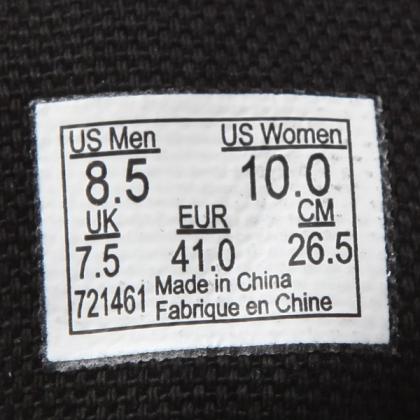 US Men US Women
8.5 10.0
UK EUR CM
7.5 41.0 26.5
721461 Made in China
Fabrique en Chine